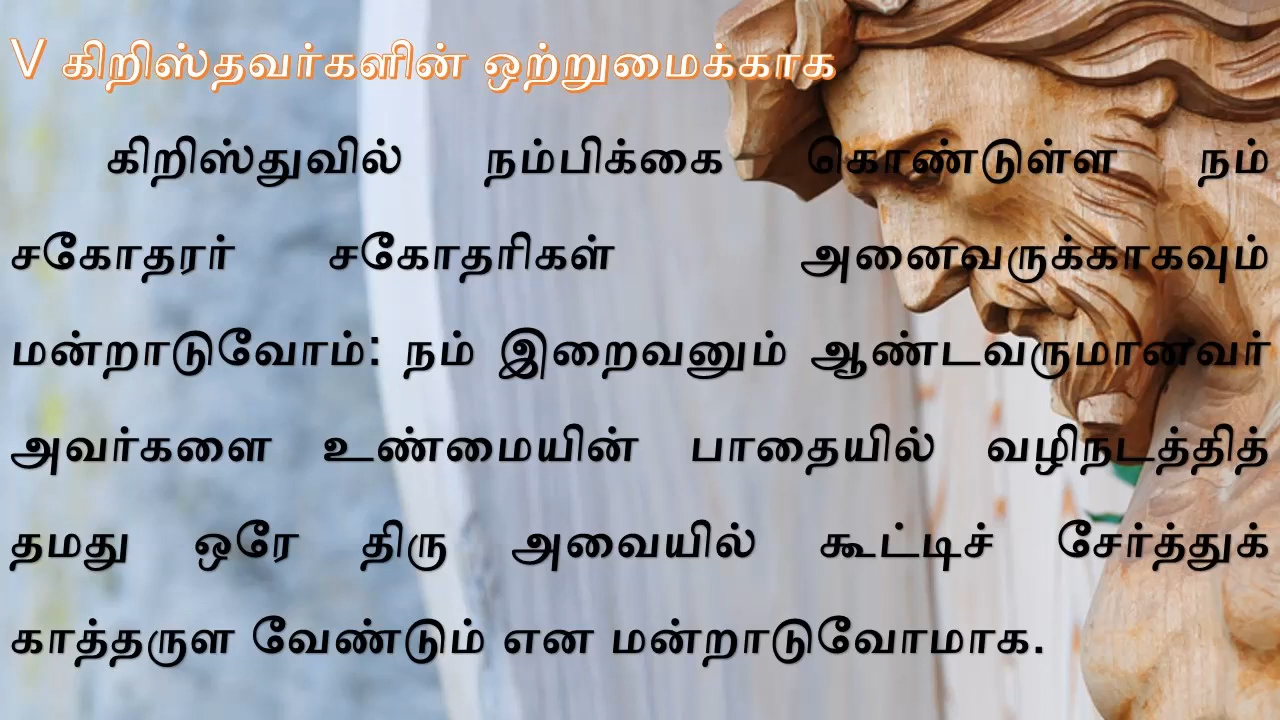 V கிறிஸ்தவர்களின் ஒற்றுமைக்காக
கிறிஸ்துவில் நம்பிக்கை கொண்டுள்ள நம்
சகோதரர் சகோதரிகள் அனைவருக்காகவும்
மன்றாடுவோம்: நம் இறைவனும் ஆண்டவருமானவர்
அவர்களை உண்மையின் பாதையில் வழிநடத்தித்
தமது ஒரே திரு அவையில் கூட்டிச் சேர்த்துக்
காத்தருள வேண்டும் என மன்றாடுவோமாக.